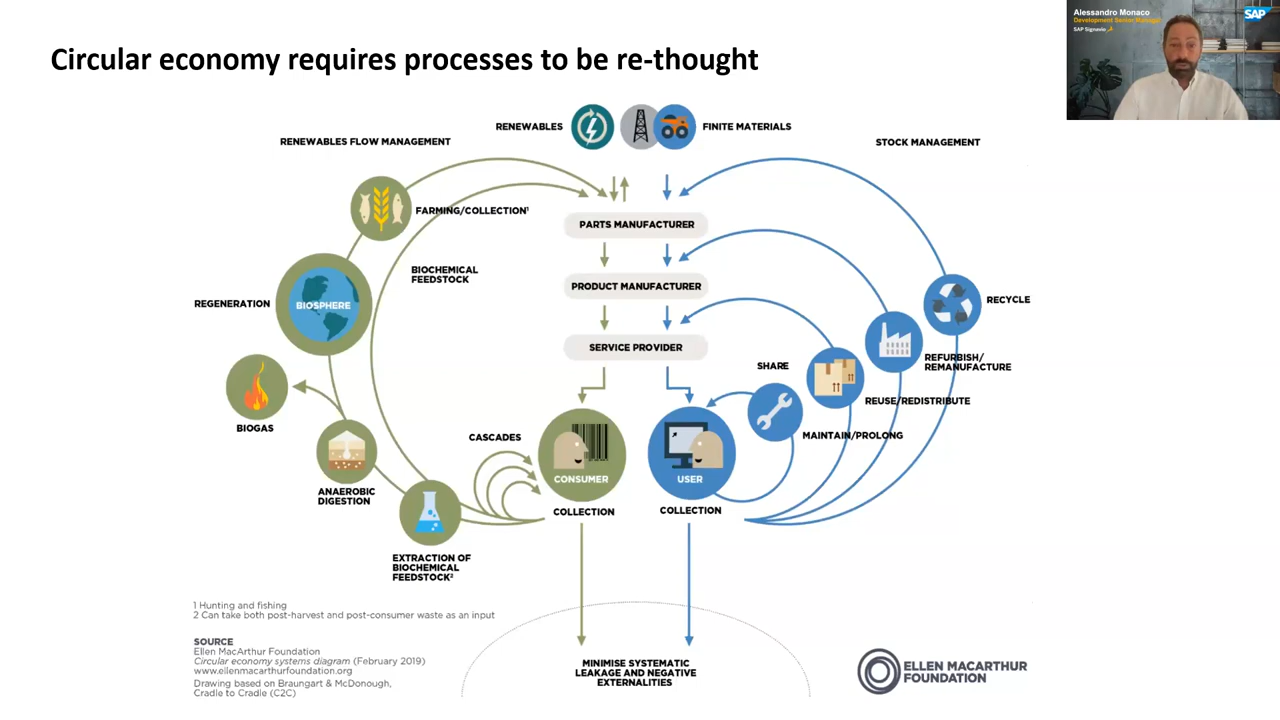 Circular economy requires processes to be re-thought
Alessandro Monaco
SAP Signavio
SAP
RENEWABLES
FINITE MATERIALS
RENEWABLES FLOW MANAGEMENT
STOCK MANAGEMENT
FARMING/COLLECTION¹
PARTS MANUFACTURER
BIOCHEMICAL
FEEDSTOCK
PRODUCT MANUFACTURER
REGENERATION
BIOSPHERE
RECYCLE
SERVICE PROVIDER
SHARE
REFURBISH/
REMANUFACTURE
REUSE/REDISTRIBUTE
BIOGAS
CASCADES
MAINTAIN/PROLONG
CONSUMER
USER
ANAEROBIC
DIGESTION
COLLECTION
COLLECTION
EXTRACTION OF
BIOCHEMICAL
FEEDSTOCK²
1 Hunting and fishing
2 Can take both post-harvest and post-consumer waste as an input
SOURCE
Ellen MacArthur Foundation
Circular economy systems diagram (February 2019)
www.ellenmacarthurfoundation.org
Drawing based on Braungart & McDonough,
Cradle to Cradle (C2C)
MINIMISE SYSTEMATIC
LEAKAGE AND NEGATIVE
EXTERNALITIES
ELLEN MACARTHUR
FOUNDATION